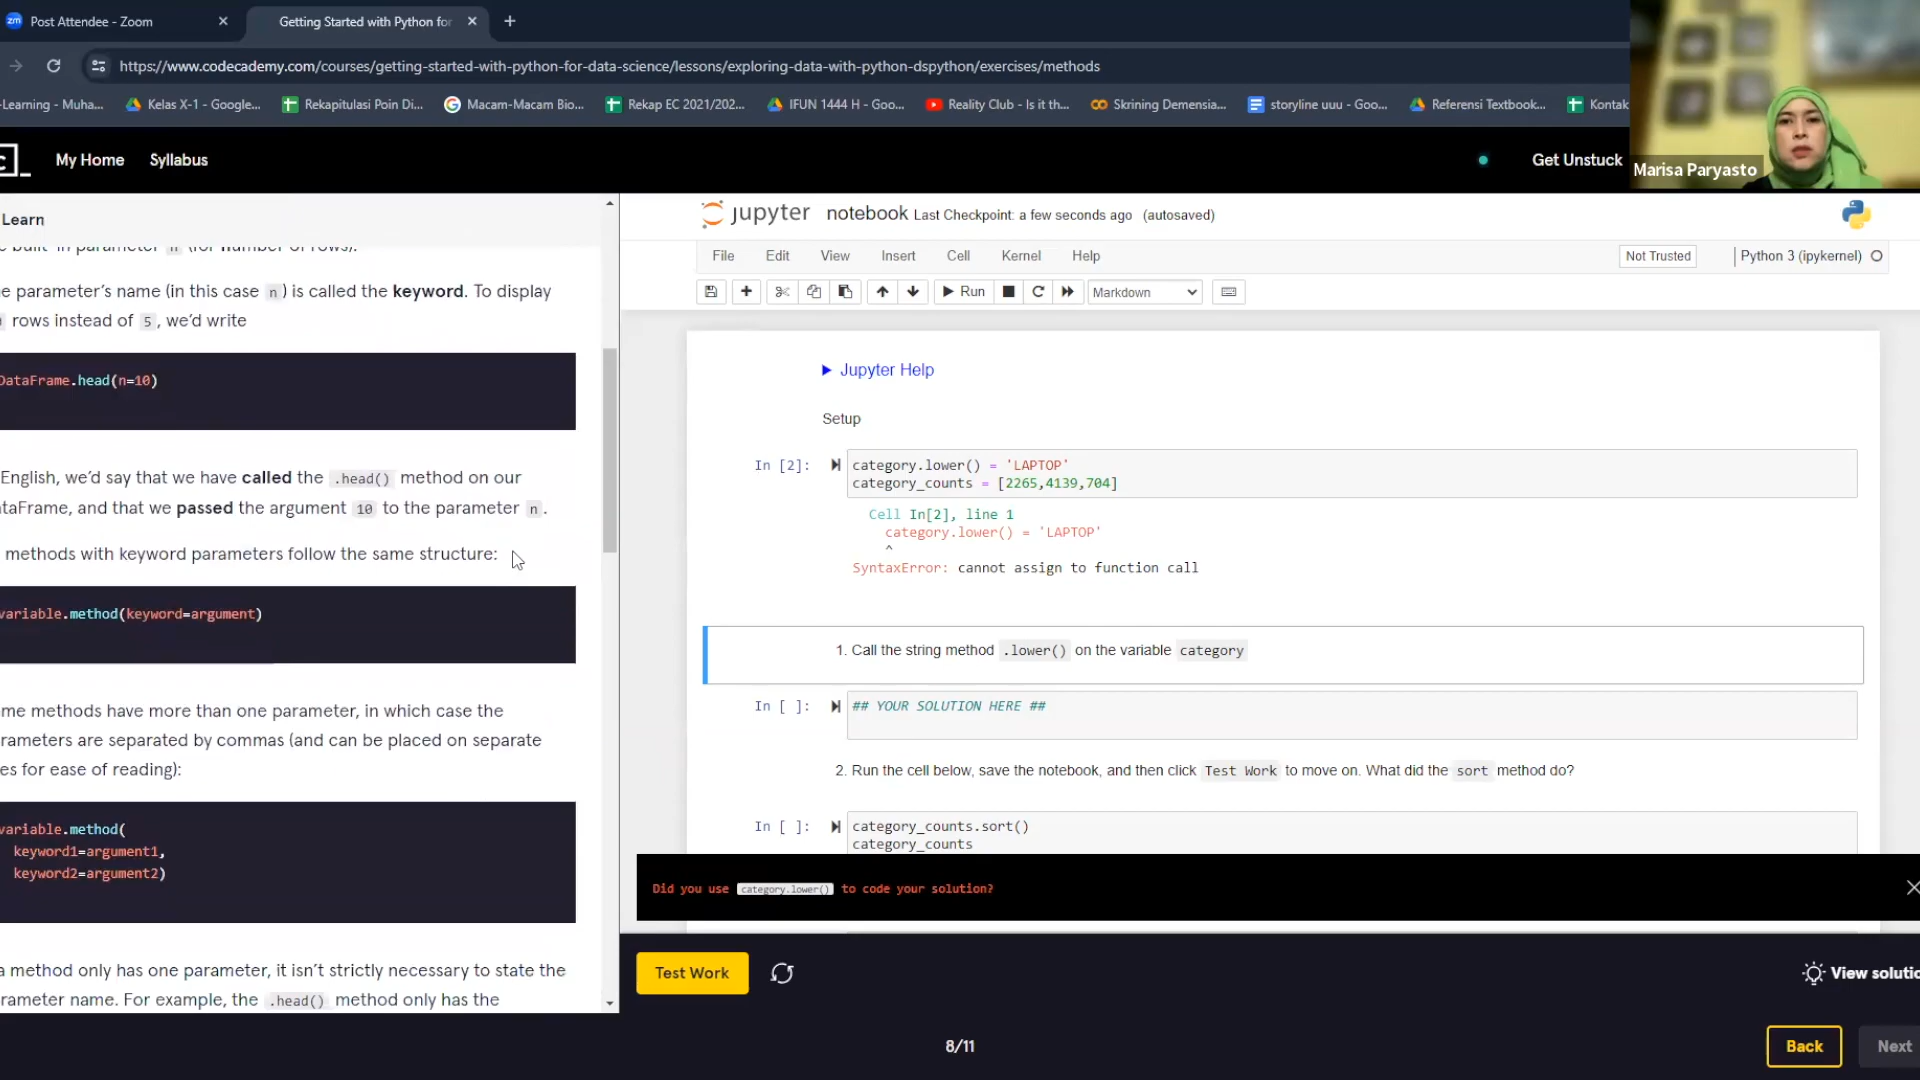 Post Attendee - Zoom
Getting Started with Python for
https://www.codecademy.com/courses/getting-started-with-python-for-data-science/lessons/exploring-data-with-python-dspython/exercises/methods
-Learning - Muha...
Kelas X-1 - Google...
Rekapitulasi Poin Di...
Macam-Macam Bio...
Rekap EC 2021/202...
IFUN 1444 H - Goo...
Reality Club - Is it th...
Skrining Demensia...
storyline uuu - Goo...
Referensi Textbook...
Kontak
My Home
Syllabus
Get Unstuck
Marisa Paryasto
Learn
e built-in parameter n (for number of rows).
e parameter's name (in this case n) is called the keyword. To display
rows instead of 5, we'd write
DataFrame.head(n=10)
English, we'd say that we have called the .head() method on our
taFrame, and that we passed the argument 10 to the parameter n.
methods with keyword parameters follow the same structure:
variable.method(keyword=argument)
me methods have more than one parameter, in which case the
rameters are separated by commas (and can be placed on separate
es for ease of reading):
variable.method(
keyword1=argument1,
keyword2=argument2)
a method only has one parameter, it isn't strictly necessary to state the
rameter name. For example, the .head() method only has the
jupyter notebook Last Checkpoint: a few seconds ago (autosaved)
File Edit View Insert Cell Kernel Help
Not Trusted
Python 3 (ipykernel)
Run
Markdown
Jupyter Help
Setup
In [2]:
category.lower() = 'LAPTOP'
category_counts = [2265,4139,704]
Cell In[2], line 1
category.lower() = 'LAPTOP'
^
SyntaxError: cannot assign to function call
1. Call the string method .lower() on the variable category
In [ ]:
## YOUR SOLUTION HERE ##
2. Run the cell below, save the notebook, and then click Test Work to move on. What did the sort method do?
In [ ]:
category_counts.sort()
category_counts
Did you use category.lower() to code your solution?
Test Work
View solutio
8/11
Back
Next